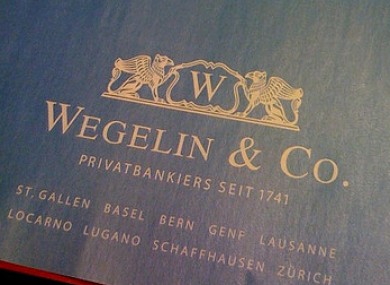 W
WEGELIN & CO.
PRIVATBANKIERS SEIT 1741
ST. GALLEN BASEL BERN GENF LAUSANNE
LOCARNO LUGANO SCHAFFHAUSEN ZÜRICH